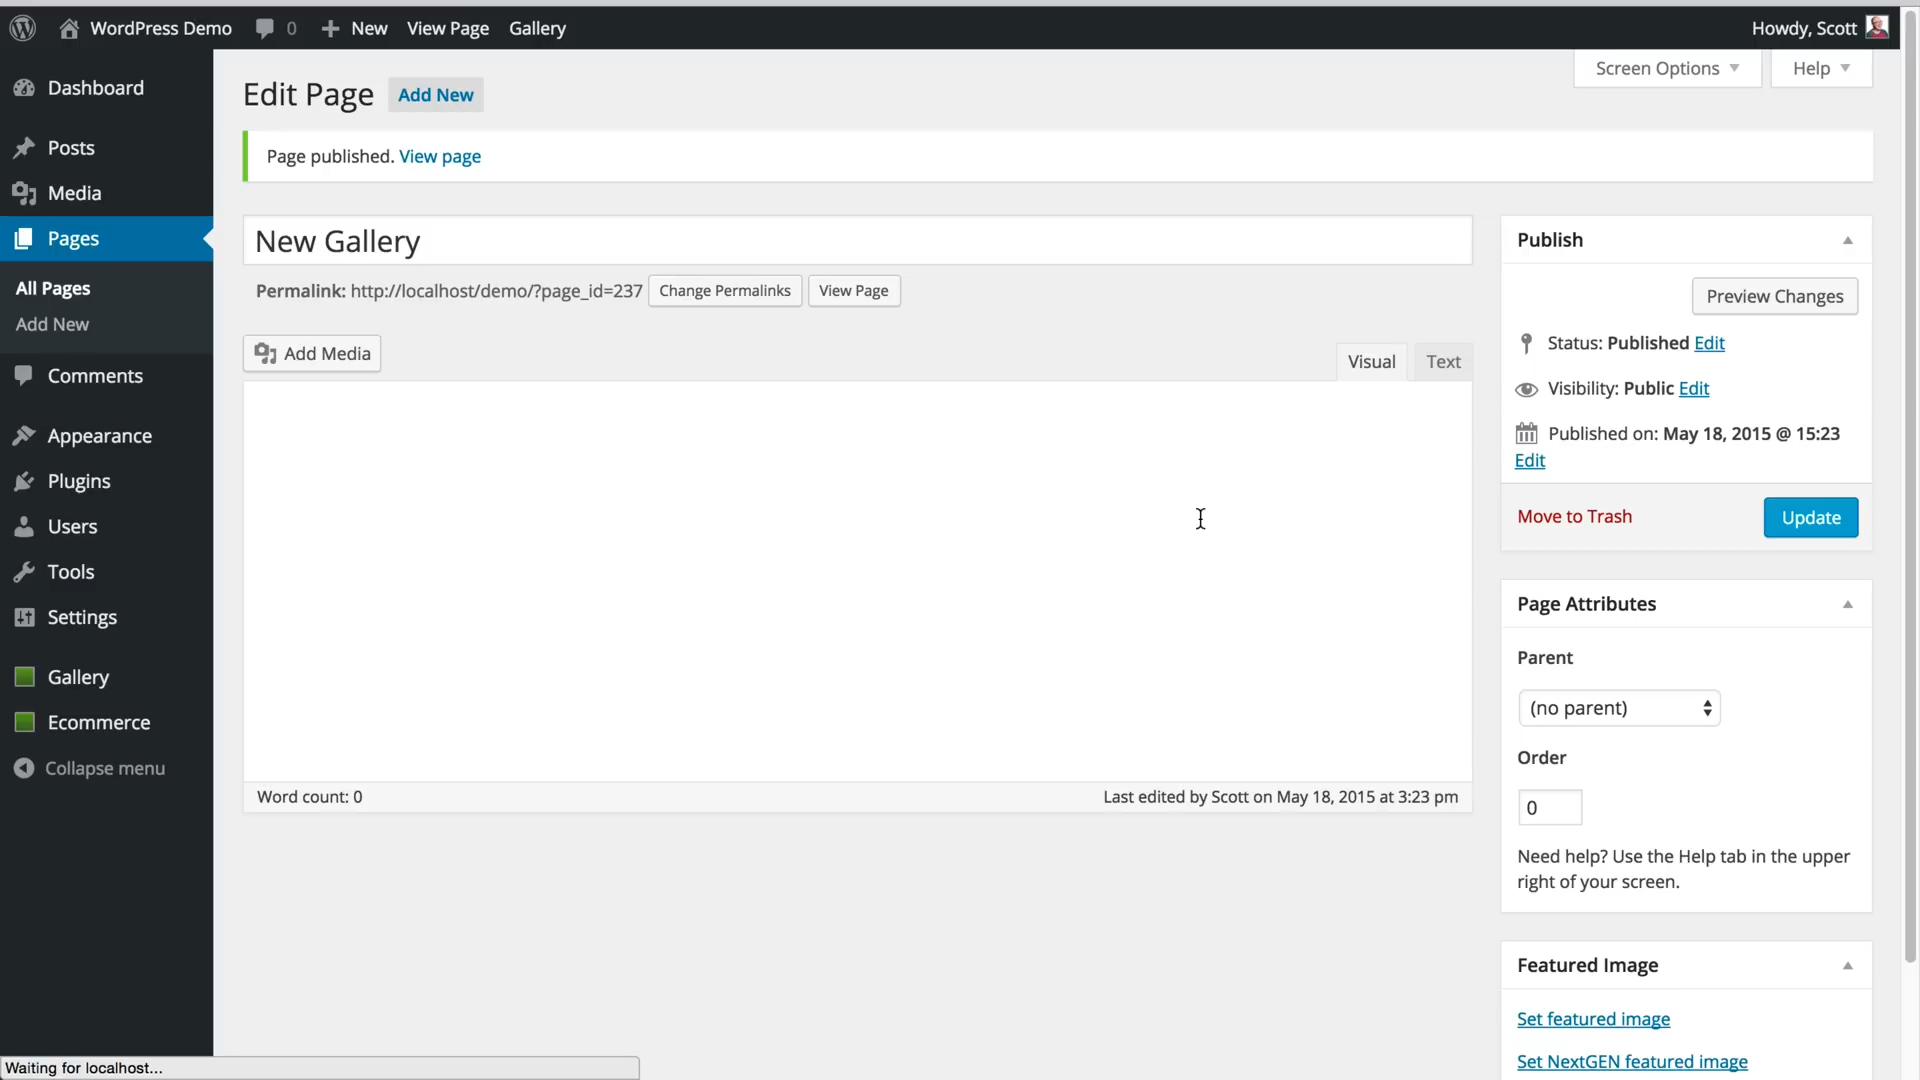 WordPress Demo
0
New
View Page
Gallery
Howdy, Scott
Screen Options
Help
Dashboard
Posts
Media
Pages
All Pages
Add New
Comments
Appearance
Plugins
Users
Tools
Settings
Gallery
Ecommerce
Collapse menu
Edit Page
Add New
Page published. View page
New Gallery
Permalink: http://localhost/demo/?page_id=237
Change Permalinks
View Page
Add Media
Visual
Text
Word count: 0
Last edited by Scott on May 18, 2015 at 3:23 pm
Publish
Preview Changes
Status: Published Edit
Visibility: Public Edit
Published on: May 18, 2015 @ 15:23
Edit
Move to Trash
Update
Page Attributes
Parent
(no parent)
Order
0
Need help? Use the Help tab in the upper
right of your screen.
Featured Image
Set featured image
Set NextGEN featured image
Waiting for localhost...